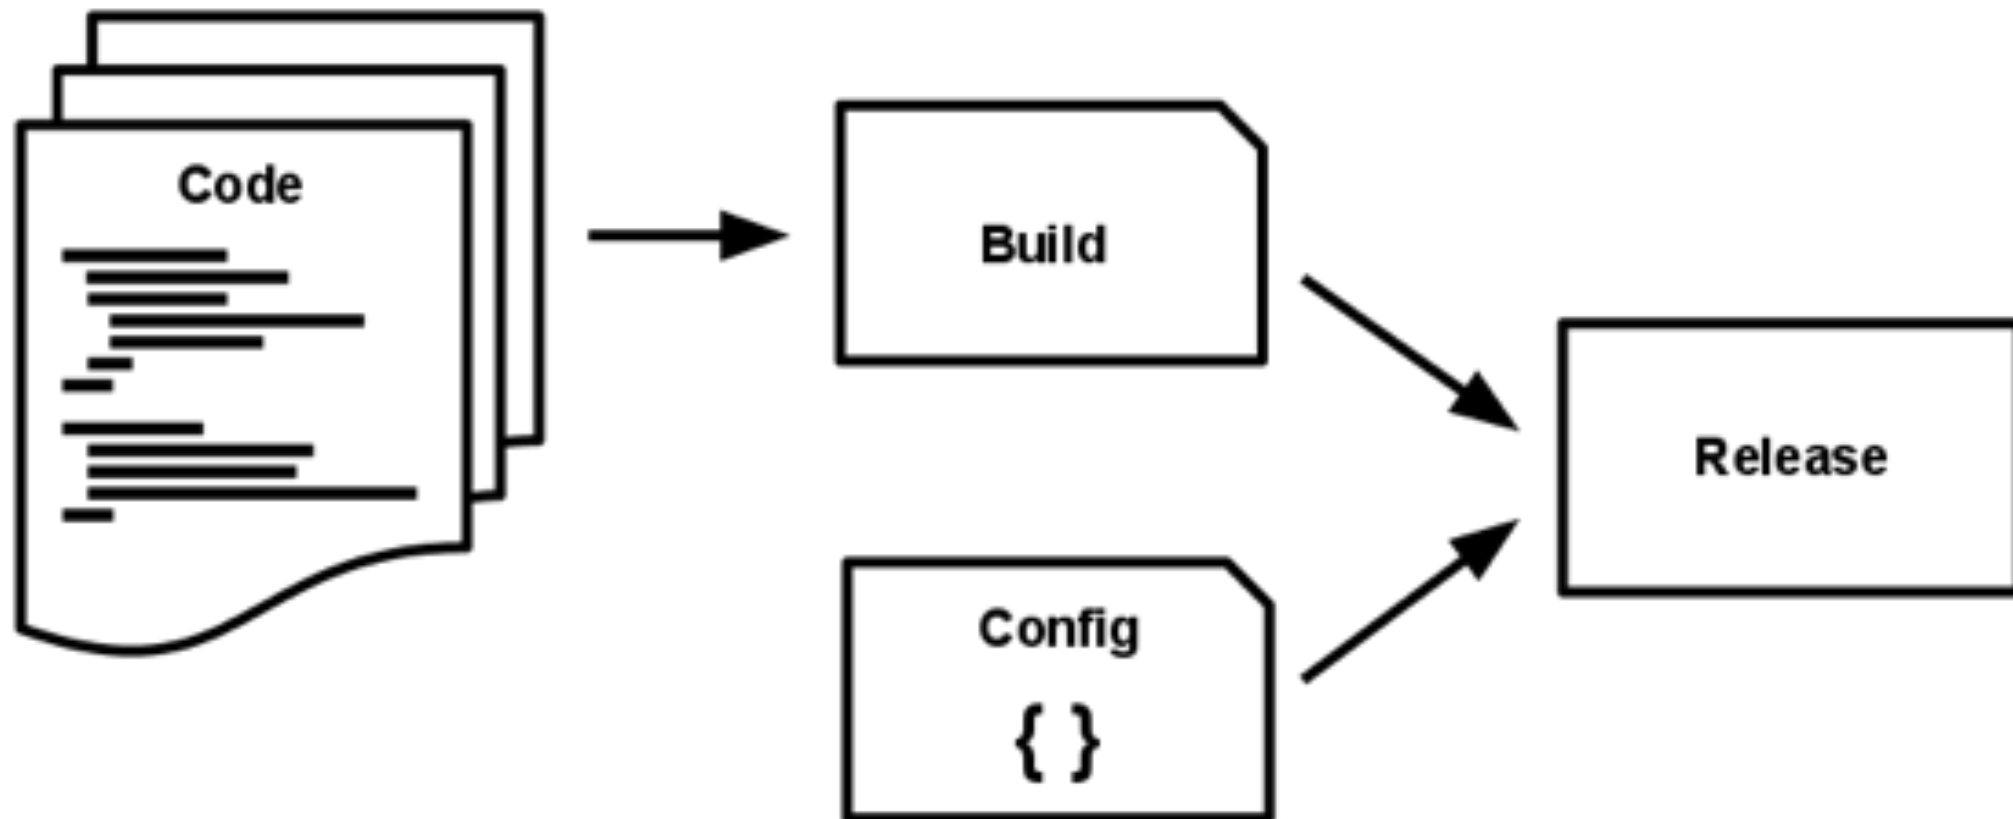 Code
Build
Release
Config
{ }